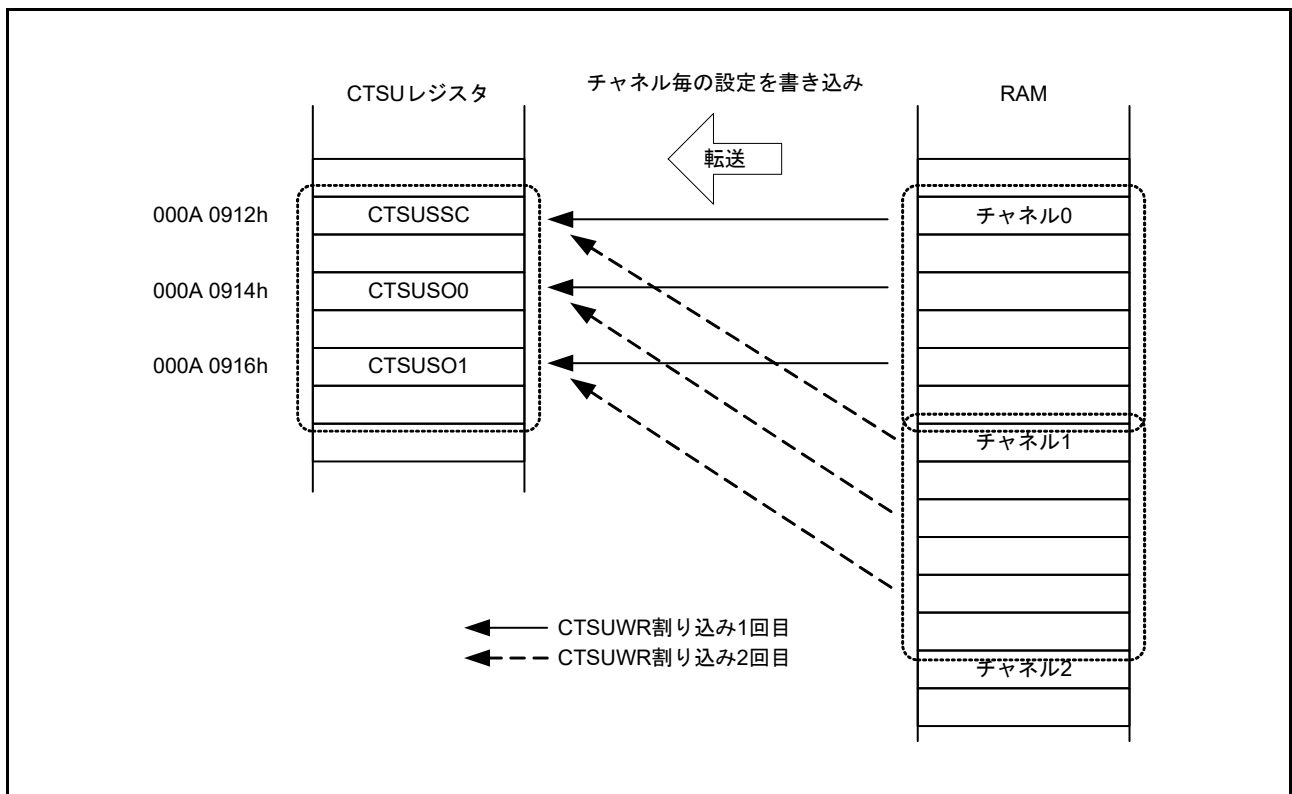 チャネル毎の設定を書き込み
CTSUレジスタ
RAM
転送
000A 0912h
CTSUSSC
チャネル0
000A 0914h
CTSUSO0
000A 0916h
CTSUSO1
チャネル1
CTSUWR割り込み1回目
CTSUWR割り込み2回目
チャネル2